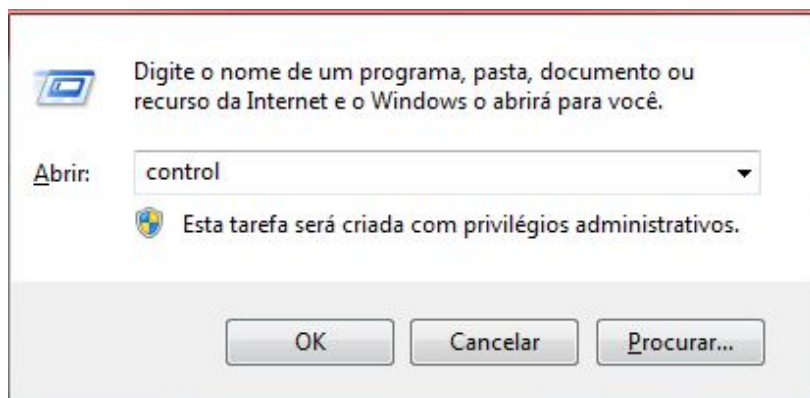 Digite o nome de um programa, pasta, documento ou
recurso da Internet e o Windows o abrirá para você.
Abrir: control
Esta tarefa será criada com privilégios administrativos.
OK Cancelar Procurar...